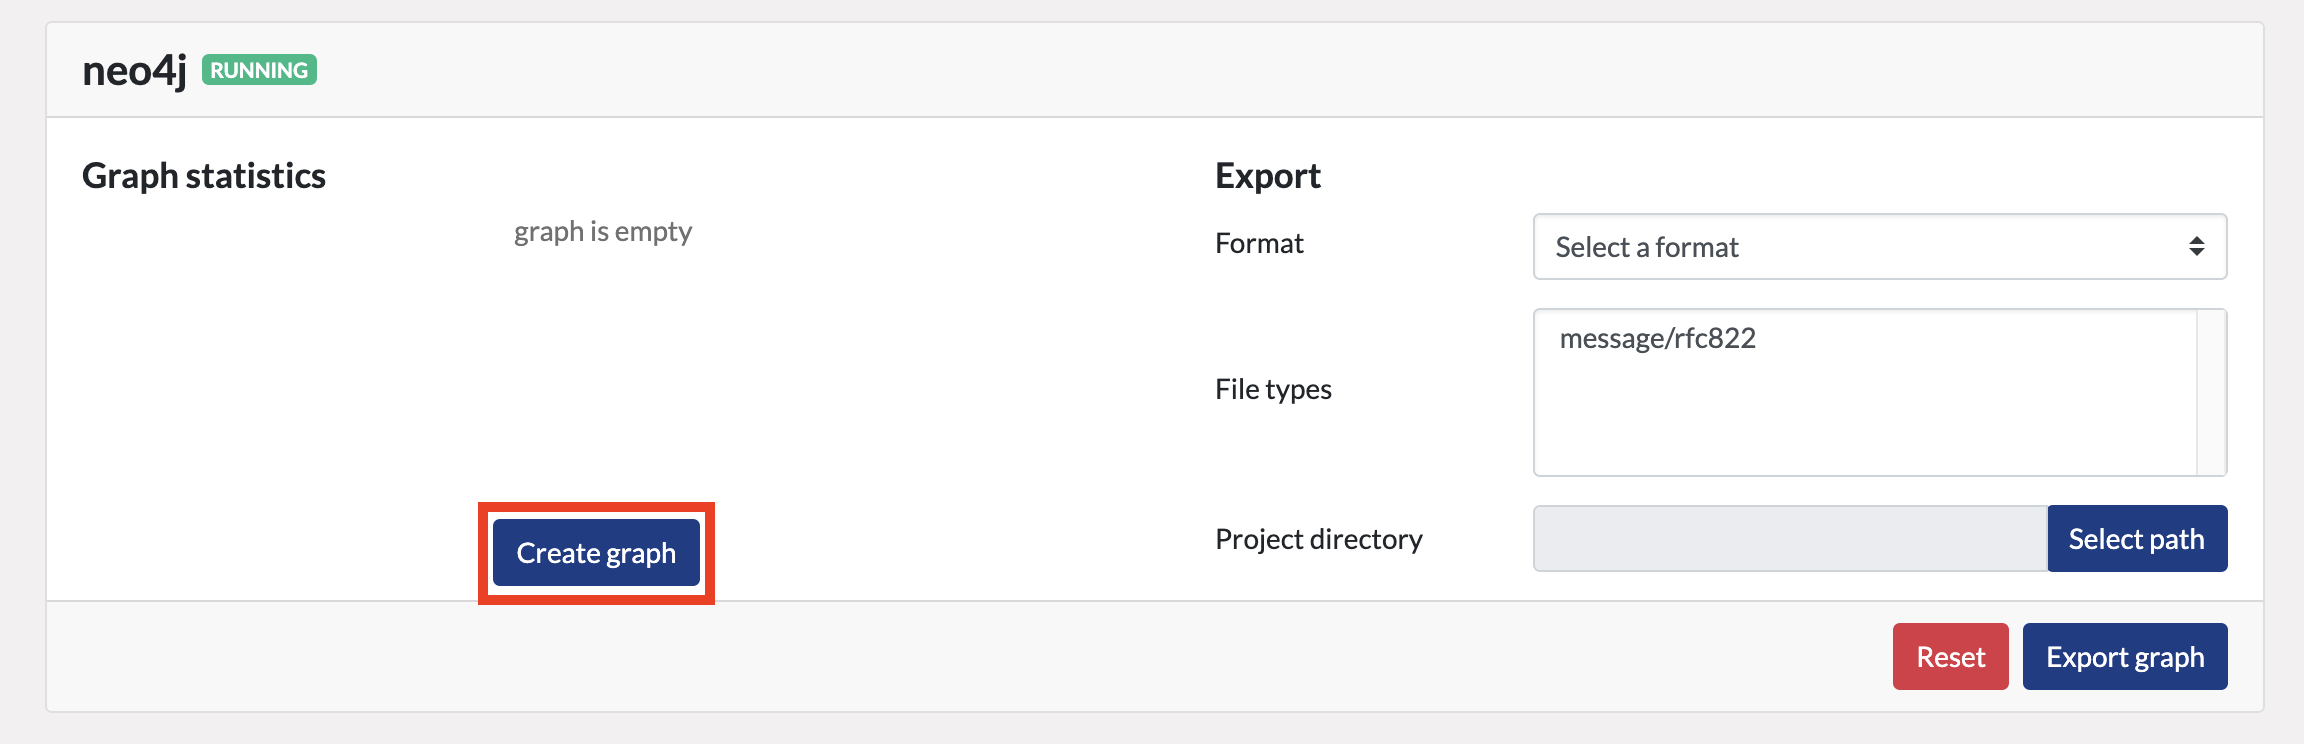 neo4j RUNNING
Graph statistics
graph is empty
Create graph
Export
Format
Select a format
File types
message/rfc822
Project directory
Select path
Reset
Export graph